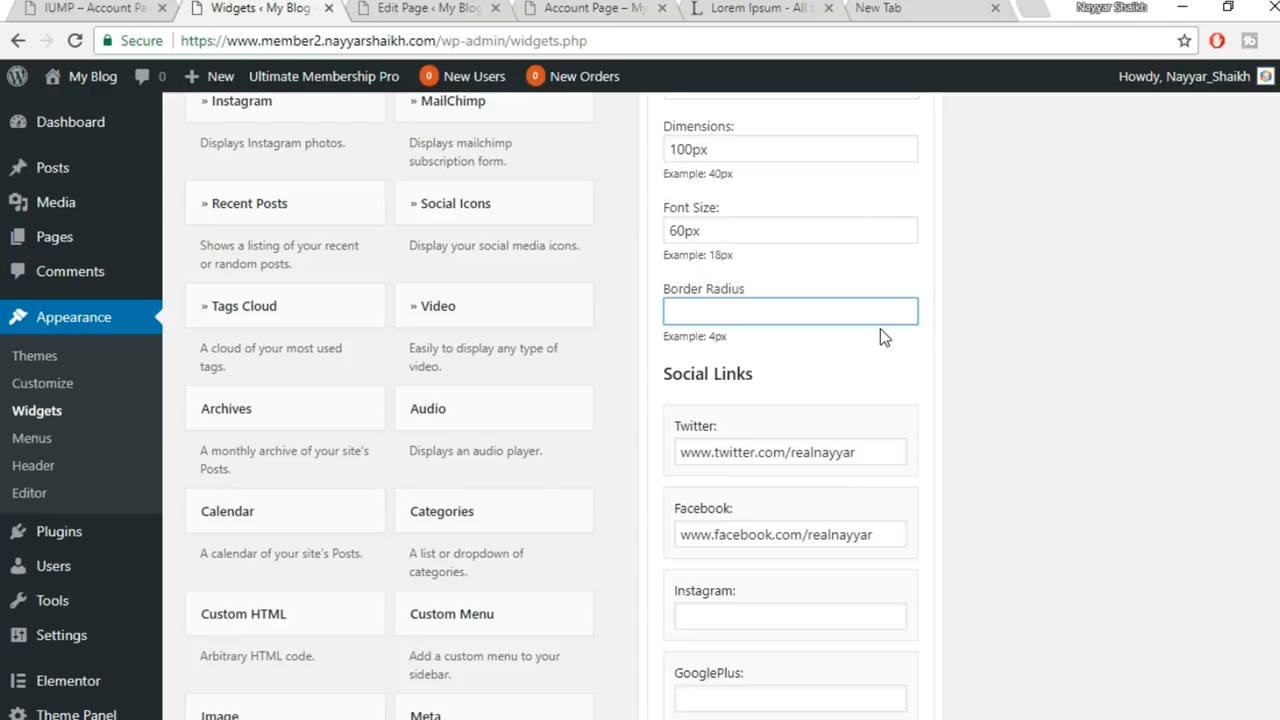 IUMP – Account Pa
Widgets ‹ My Blog
Edit Page ‹ My Blog
Account Page – My
Lorem Ipsum - All t
New Tab
Nayyar Shaikh
Secure
https://www.member2.nayyarshaikh.com/wp-admin/widgets.php
My Blog
0
New
Ultimate Membership Pro
0 New Users
0 New Orders
Howdy, Nayyar_Shaikh
Dashboard
Posts
Media
Pages
Comments
Appearance
Themes
Customize
Widgets
Menus
Header
Editor
Plugins
Users
Tools
Settings
Elementor
Theme Panel
» Instagram
Displays Instagram photos.
» MailChimp
Displays mailchimp
subscription form.
» Recent Posts
Shows a listing of your recent
or random posts.
» Social Icons
Display your social media icons.
» Tags Cloud
A cloud of your most used
tags.
» Video
Easily to display any type of
video.
Archives
A monthly archive of your site's
Posts.
Audio
Displays an audio player.
Calendar
A calendar of your site's Posts.
Categories
A list or dropdown of
categories.
Custom HTML
Arbitrary HTML code.
Custom Menu
Add a custom menu to your
sidebar.
Image
Meta
Dimensions:
100px
Example: 40px
Font Size:
60px
Example: 18px
Border Radius
Example: 4px
Social Links
Twitter:
www.twitter.com/realnayyar
Facebook:
www.facebook.com/realnayyar
Instagram:
GooglePlus: